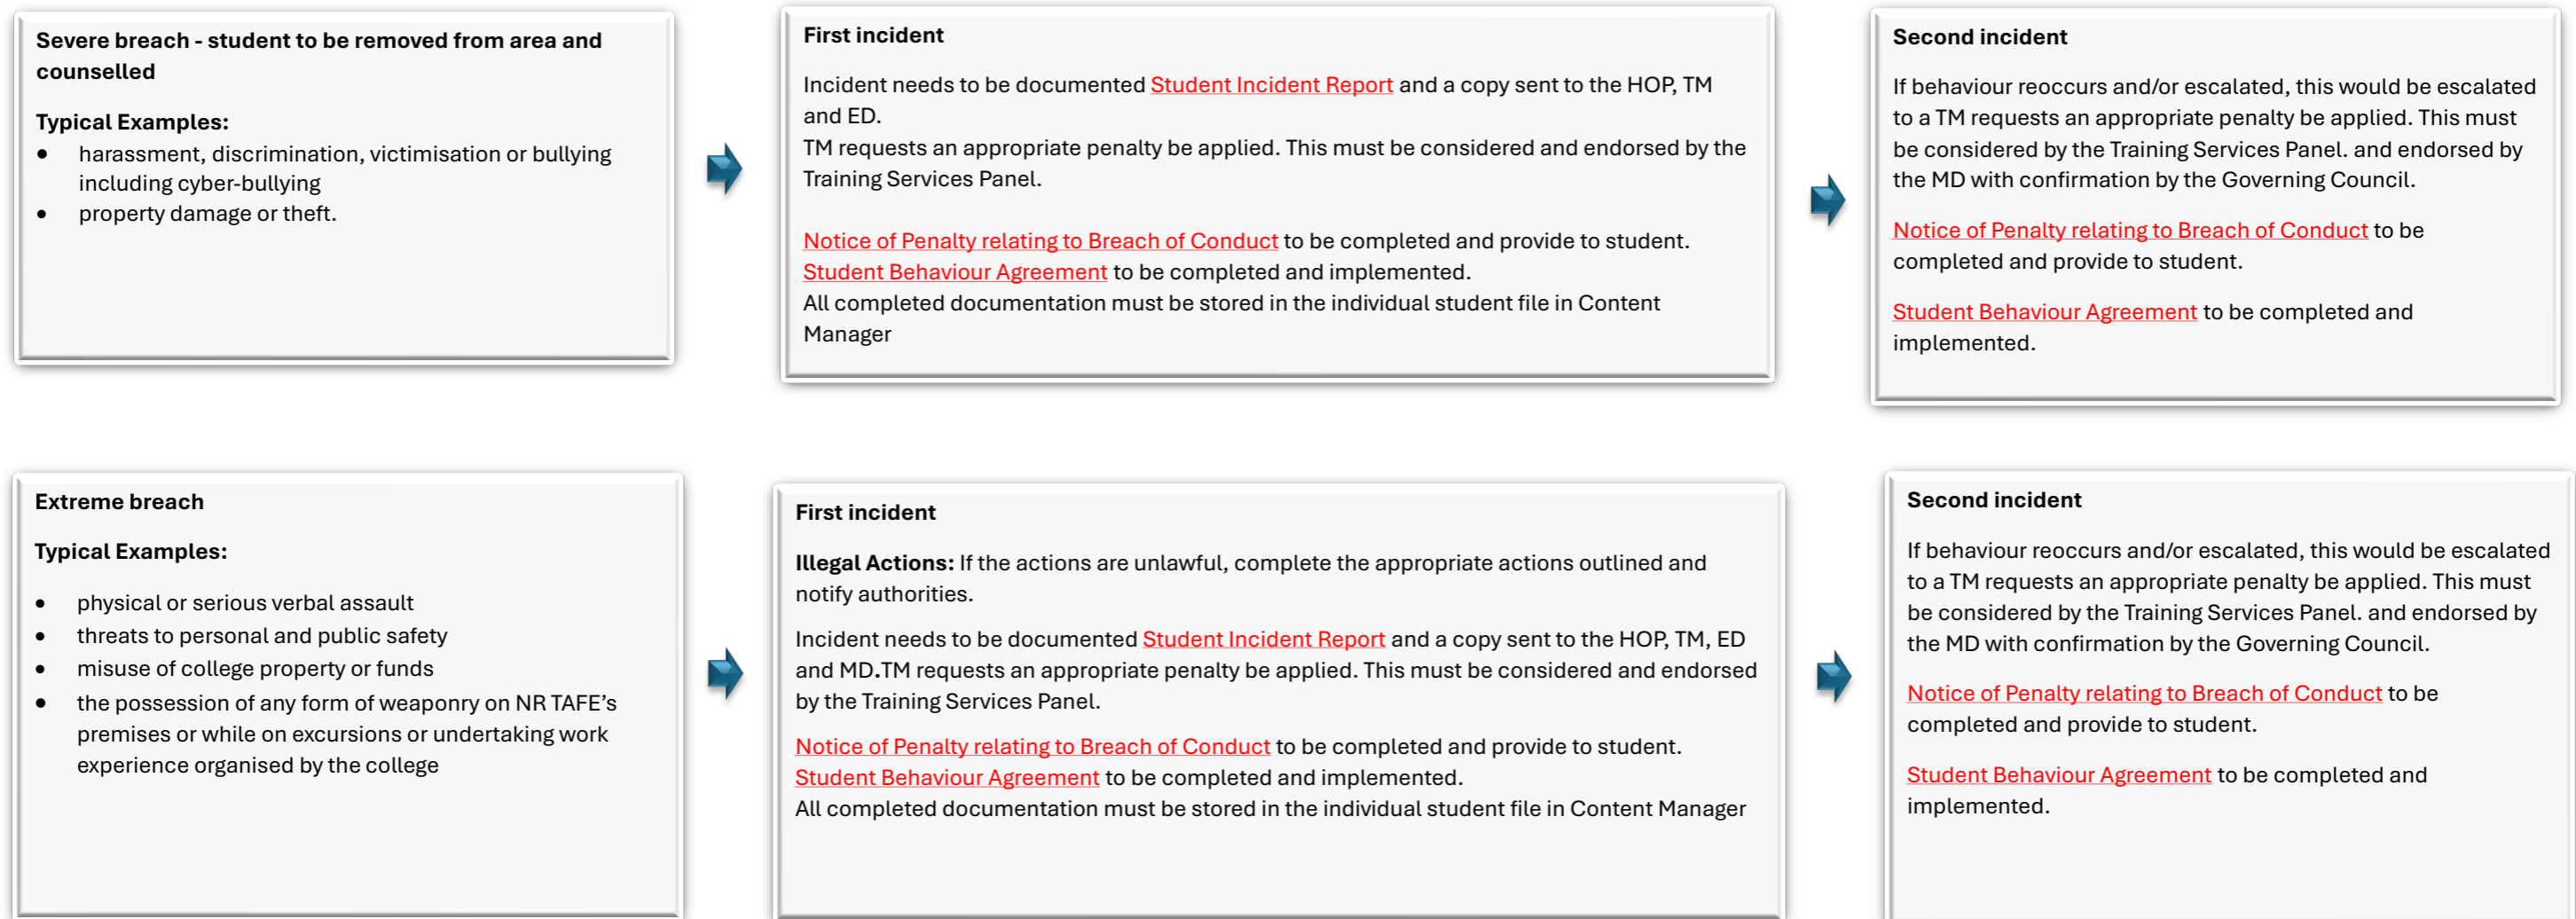 Severe breach - student to be removed from area and
counselled
Typical Examples:
• harassment, discrimination, victimisation or bullying
including cyber-bullying
• property damage or theft.
First incident
Incident needs to be documented Student Incident Report and a copy sent to the HOP, TM
and ED.
TM requests an appropriate penalty be applied. This must be considered and endorsed by the
Training Services Panel.
Notice of Penalty relating to Breach of Conduct to be completed and provide to student.
Student Behaviour Agreement to be completed and implemented.
All completed documentation must be stored in the individual student file in Content
Manager
Second incident
If behaviour reoccurs and/or escalated, this would be escalated
to a TM requests an appropriate penalty be applied. This must
be considered by the Training Services Panel. and endorsed by
the MD with confirmation by the Governing Council.
Notice of Penalty relating to Breach of Conduct to be
completed and provide to student.
Student Behaviour Agreement to be completed and
implemented.
Extreme breach
Typical Examples:
• physical or serious verbal assault
• threats to personal and public safety
• misuse of college property or funds
• the possession of any form of weaponry on NR TAFE’s
premises or while on excursions or undertaking work
experience organised by the college
First incident
Illegal Actions: If the actions are unlawful, complete the appropriate actions outlined and
notify authorities.
Incident needs to be documented Student Incident Report and a copy sent to the HOP, TM, ED
and MD.TM requests an appropriate penalty be applied. This must be considered and endorsed
by the Training Services Panel.
Notice of Penalty relating to Breach of Conduct to be completed and provide to student.
Student Behaviour Agreement to be completed and implemented.
All completed documentation must be stored in the individual student file in Content Manager
Second incident
If behaviour reoccurs and/or escalated, this would be escalated
to a TM requests an appropriate penalty be applied. This must
be considered by the Training Services Panel. and endorsed by
the MD with confirmation by the Governing Council.
Notice of Penalty relating to Breach of Conduct to be
completed and provide to student.
Student Behaviour Agreement to be completed and
implemented.